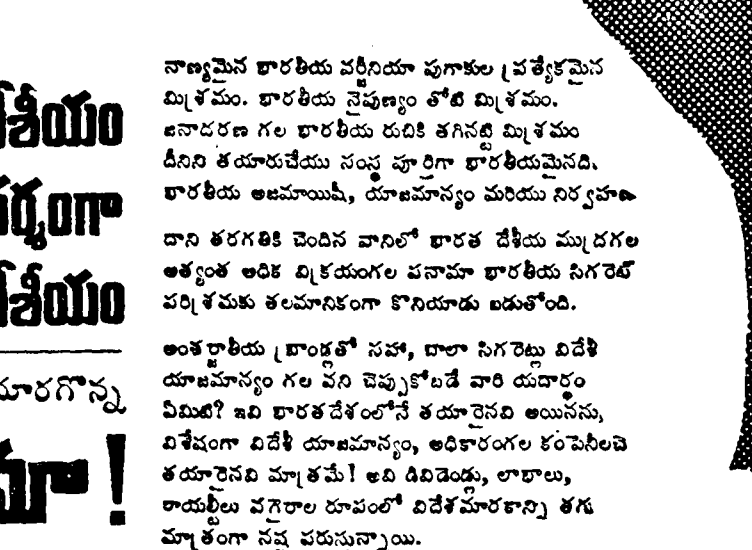 నాణ్యమైన భారతీయ వర్జీనియా పుగాకుల ప్రత్యేకమైన
మిశ్రమం. భారతీయ నైపుణ్యం తోటి మిశ్రమం.
జనాదరణ గల భారతీయ రుచికి తగినట్టి మిశ్రమం
దీనిని తయారుచేయు సంస్థ పూర్తిగా భారతీయమైనది.
భారతీయ అజమాయిషీ, యాజమాన్యం మరియు నిర్వహణ
దాని తరగతికి చెందిన వానిలో భారత దేశీయ ముద్రగల
అత్యంత అధిక విక్రయంగల పనామా భారతీయ సిగరెట్
పరిశ్రమకు తలమానికంగా కొనియాడు బడుతోంది.
అంతర్జాతీయ బ్రాండ్లతో సహా, చాలా సిగరెట్లు విదేశీ
యాజమాన్యం గల వని చెప్పుకోబడే వారి యదార్థం
ఏమిటి? ఇవి భారతదేశంలోనే తయారైనవి అయినను,
విశేషంగా విదేశీ యాజమాన్యం, అధికారంగల కంపెనీలచె
తయారైనవి మాత్రమే! అవి డివిడెండ్లు, లాభాలు,
రాయల్టీలు వగైరాల రూపంలో విదేశమారకాన్ని తగు
మాత్రంగా నష్ట పరుసున్నాయి.